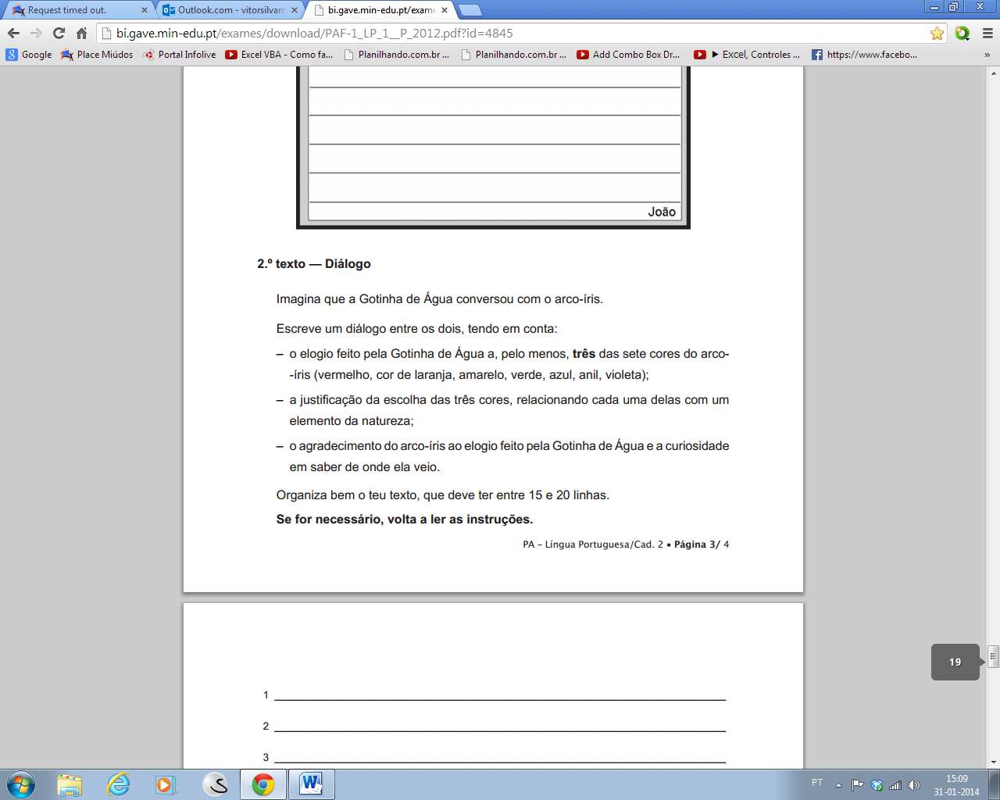 Request timed out.
Outlook.com - vitorsilvam
bi.gave.min-edu.pt/exame
bi.gave.min-edu.pt/exames/download/PAF-1_LP_1__P_2012.pdf?id=4845
Google
Place Miúdos
Portal Infolive
Excel VBA - Como fa...
Planilhando.com.br ...
Planilhando.com.br ...
Add Combo Box Dr...
► Excel, Controles ...
https://www.facebo...
»
João
2.º texto — Diálogo
Imagina que a Gotinha de Água conversou com o arco-íris.
Escreve um diálogo entre os dois, tendo em conta:
– o elogio feito pela Gotinha de Água a, pelo menos, três das sete cores do arco-
-íris (vermelho, cor de laranja, amarelo, verde, azul, anil, violeta);
– a justificação da escolha das três cores, relacionando cada uma delas com um
elemento da natureza;
– o agradecimento do arco-íris ao elogio feito pela Gotinha de Água e a curiosidade
em saber de onde ela veio.
Organiza bem o teu texto, que deve ter entre 15 e 20 linhas.
Se for necessário, volta a ler as instruções.
PA – Língua Portuguesa/Cad. 2 • Página 3/ 4
19
1
2
3
PT
15:09
31-01-2014